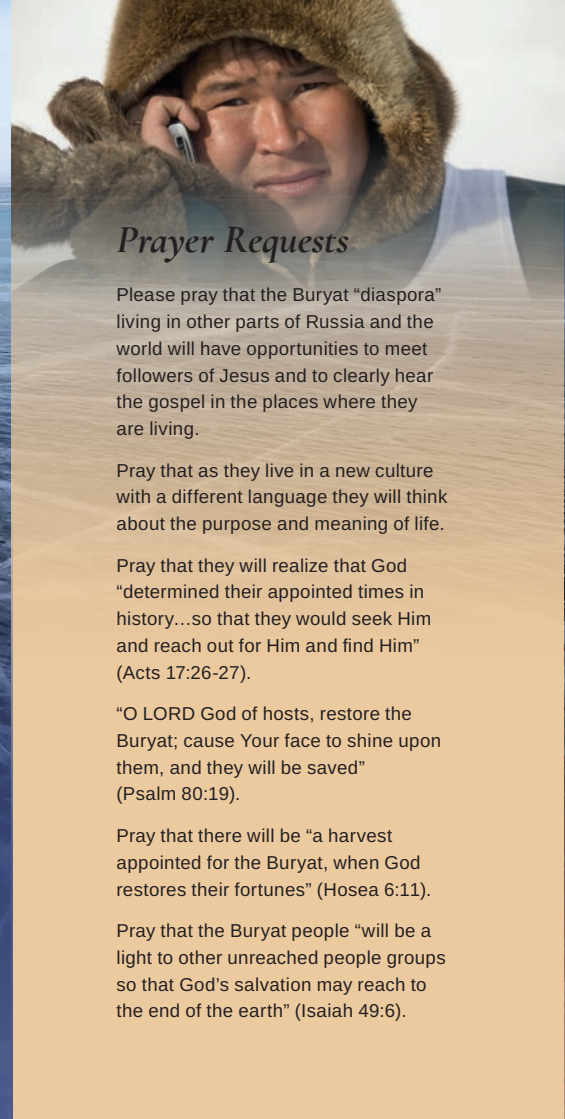 Prayer Requests
Please pray that the Buryat “diaspora”
living in other parts of Russia and the
world will have opportunities to meet
followers of Jesus and to clearly hear
the gospel in the places where they
are living.
Pray that as they live in a new culture
with a different language they will think
about the purpose and meaning of life.
Pray that they will realize that God
“determined their appointed times in
history…so that they would seek Him
and reach out for Him and find Him”
(Acts 17:26-27).
“O LORD God of hosts, restore the
Buryat; cause Your face to shine upon
them, and they will be saved”
(Psalm 80:19).
Pray that there will be “a harvest
appointed for the Buryat, when God
restores their fortunes” (Hosea 6:11).
Pray that the Buryat people “will be a
light to other unreached people groups
so that God’s salvation may reach to
the end of the earth” (Isaiah 49:6).